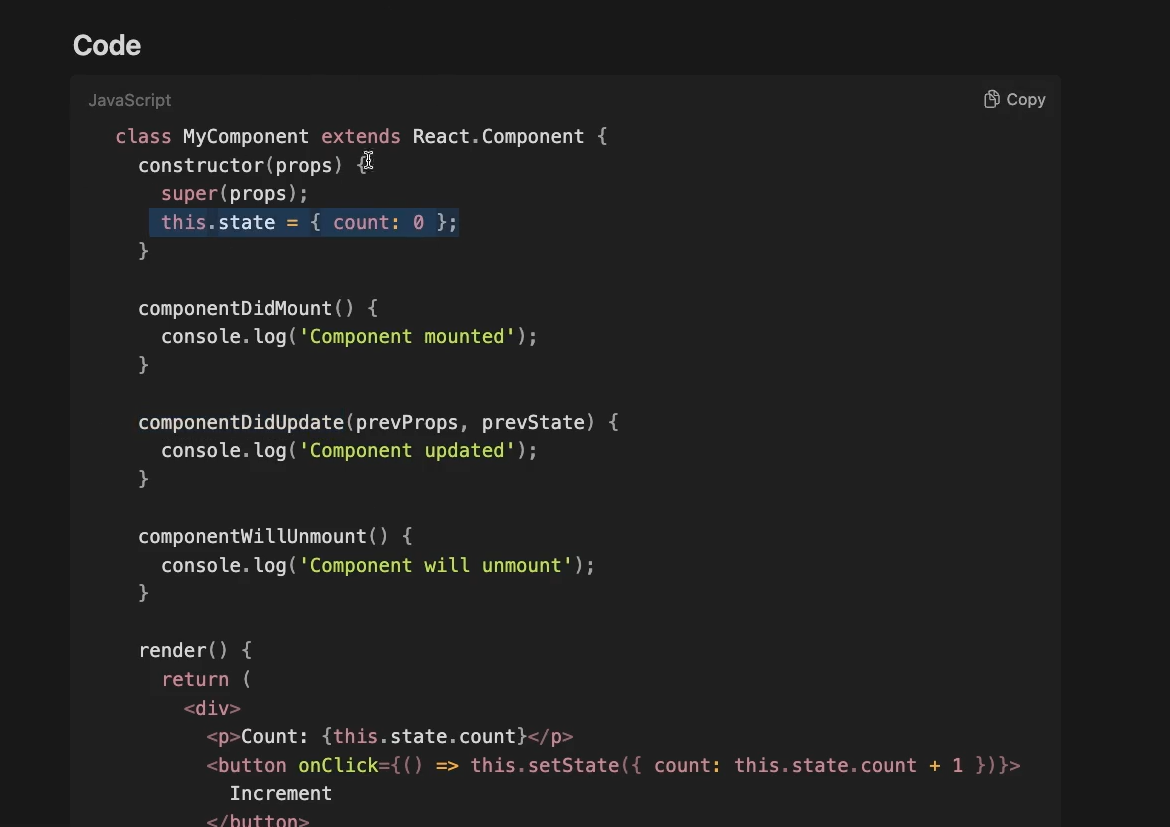 Code
JavaScript
Copy
class MyComponent extends React.Component {
constructor(props) {
super(props);
this.state = { count: 0 };
}
componentDidMount() {
console.log('Component mounted');
}
componentDidUpdate(prevProps, prevState) {
console.log('Component updated');
}
componentWillUnmount() {
console.log('Component will unmount');
}
render() {
return (
<div>
<p>Count: {this.state.count}</p>
<button onClick={() => this.setState({ count: this.state.count + 1 })}>
Increment
</button>